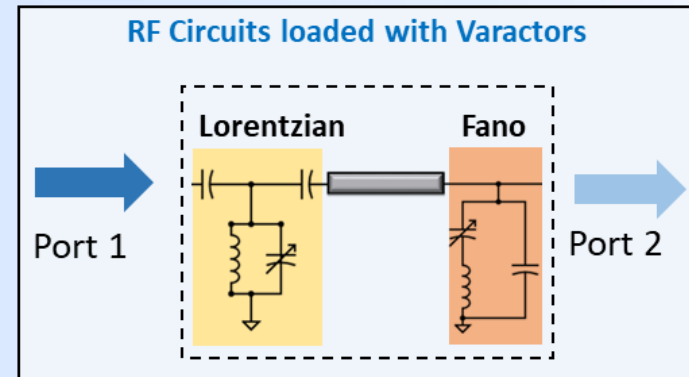 RF Circuits loaded with Varactors
Lorentzian
Fano
Port 1
Port 2